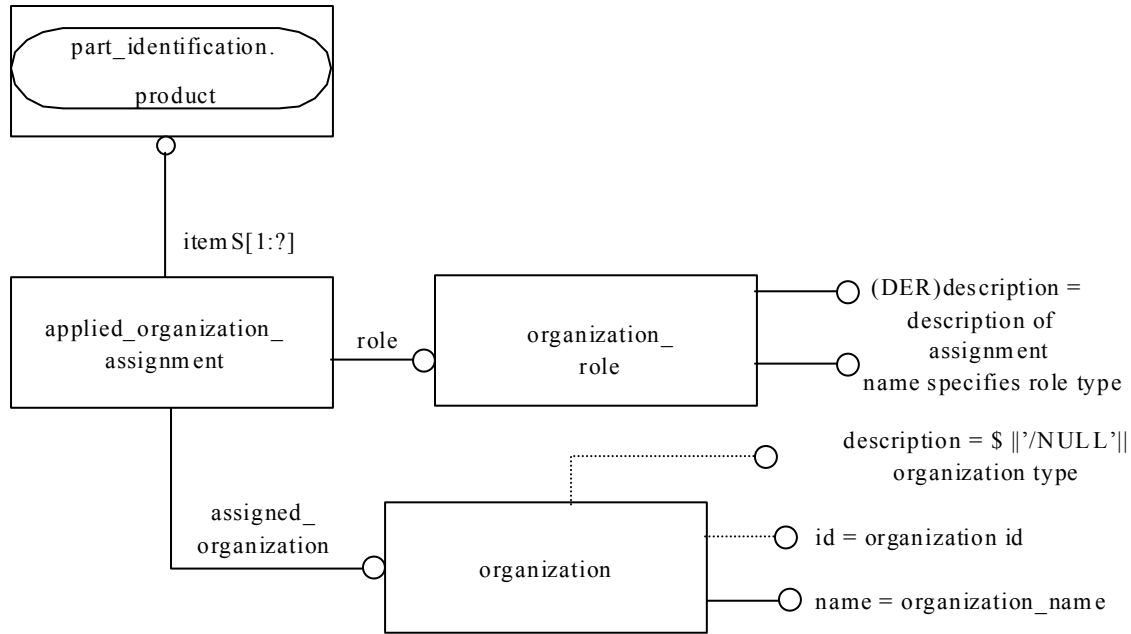 part_identification.
product
itemS[1:?]
applied_organization_
assignment
role
organization_
role
(DER)description =
description of
assignment
name specifies role type
description = $ ||'/NULL'||
organization type
assigned_
organization
organization
id = organization id
name = organization_name